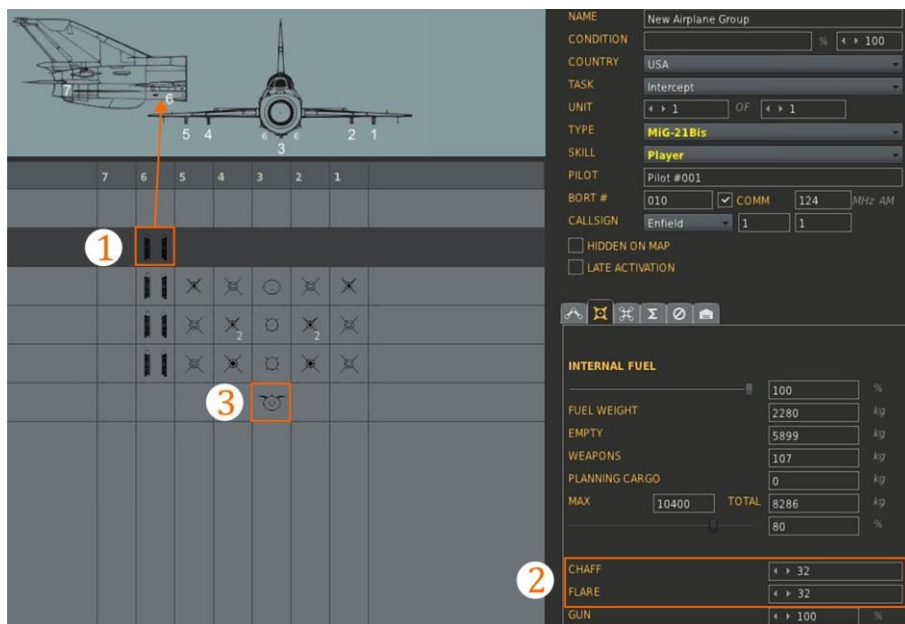 7
6
5 4 6 6 2 1
3
7 6 5 4 3 2 1
1
2 2
3
NAME New Airplane Group
CONDITION % 100
COUNTRY USA
TASK Intercept
UNIT 1 OF 1
TYPE MiG-21Bis
SKILL Player
PILOT Pilot #001
BORT # 010 COMM 124 MHz AM
CALLSIGN Enfield 1 1
HIDDEN ON MAP
LATE ACTIVATION
Σ
INTERNAL FUEL
100 %
FUEL WEIGHT 2280 kg
EMPTY 5899 kg
WEAPONS 107 kg
PLANNING CARGO 0 kg
MAX 10400 TOTAL 8286 kg
80 %
2
CHAFF 32
FLARE 32
GUN 100 %